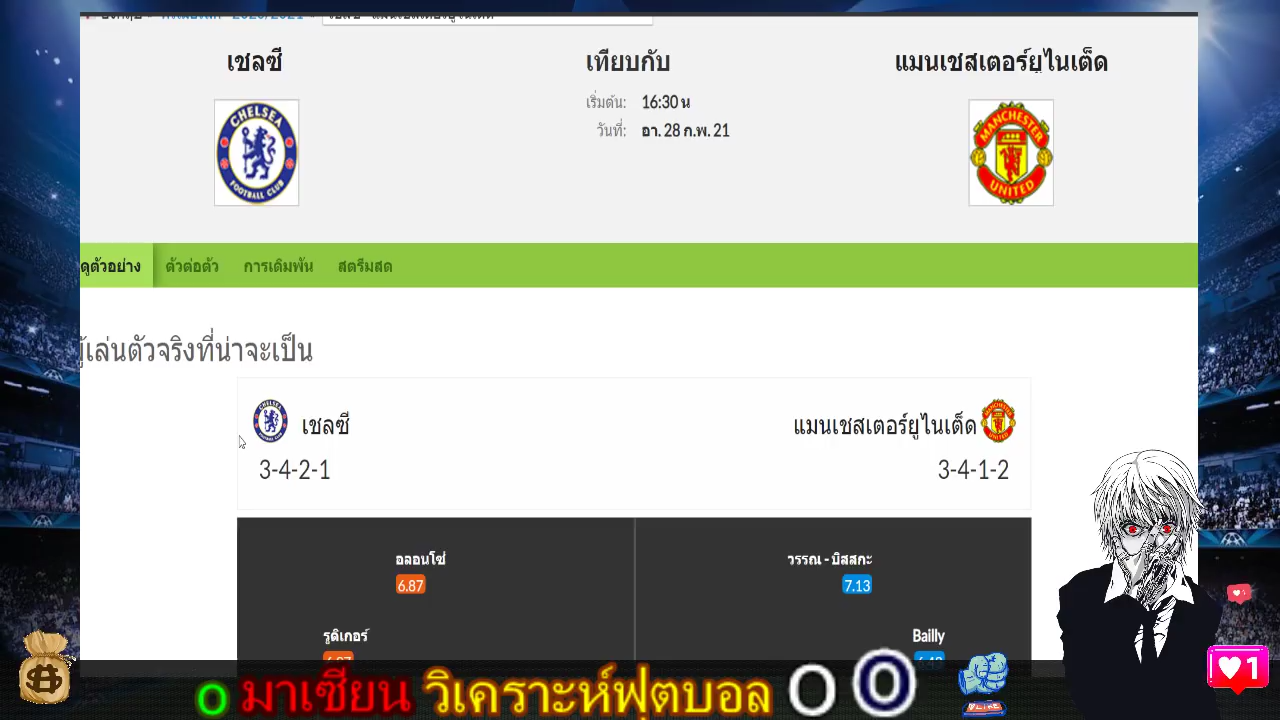 2020/2021
เชลซี
เทียบกับ
แมนเชสเตอร์ยูไนเต็ด
เริ่มต้น: 16:30 น
วันที่: อา. 28 ก.พ. 21
CHELSEA
FOOTBALL CLUB
MANCHESTER
UNITED
ดูตัวอย่าง ตัวต่อตัว การเดิมพัน สตรีมสด
ผู้เล่นตัวจริงที่น่าจะเป็น
เชลซี
แมนเชสเตอร์ยูไนเต็ด
3-4-2-1
3-4-1-2
อลอนโซ่
วรรณ - บิสสกะ
6.87
7.13
รูดิเกอร์
Bailly
1
o มาเซียน วิเคราะห์ฟุตบอล O O
LIKE